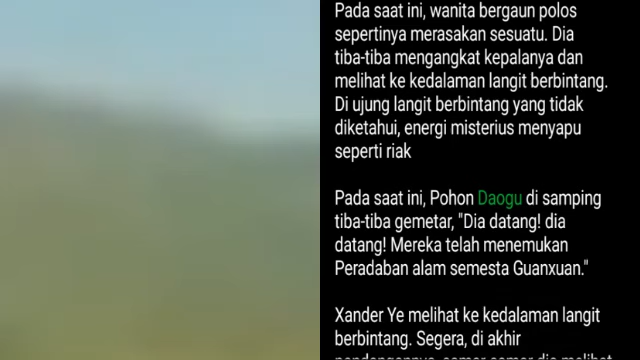 Pada saat ini, wanita bergaun polos
sepertinya merasakan sesuatu. Dia
tiba-tiba mengangkat kepalanya dan
melihat ke kedalaman langit berbintang.
Di ujung langit berbintang yang tidak
diketahui, energi misterius menyapu
seperti riak
Pada saat ini, Pohon Daogu di samping
tiba-tiba gemetar, "Dia datang! dia
datang! Mereka telah menemukan
Peradaban alam semesta Guanxuan."
Xander Ye melihat ke kedalaman langit
berbintang. Segera, di akhir